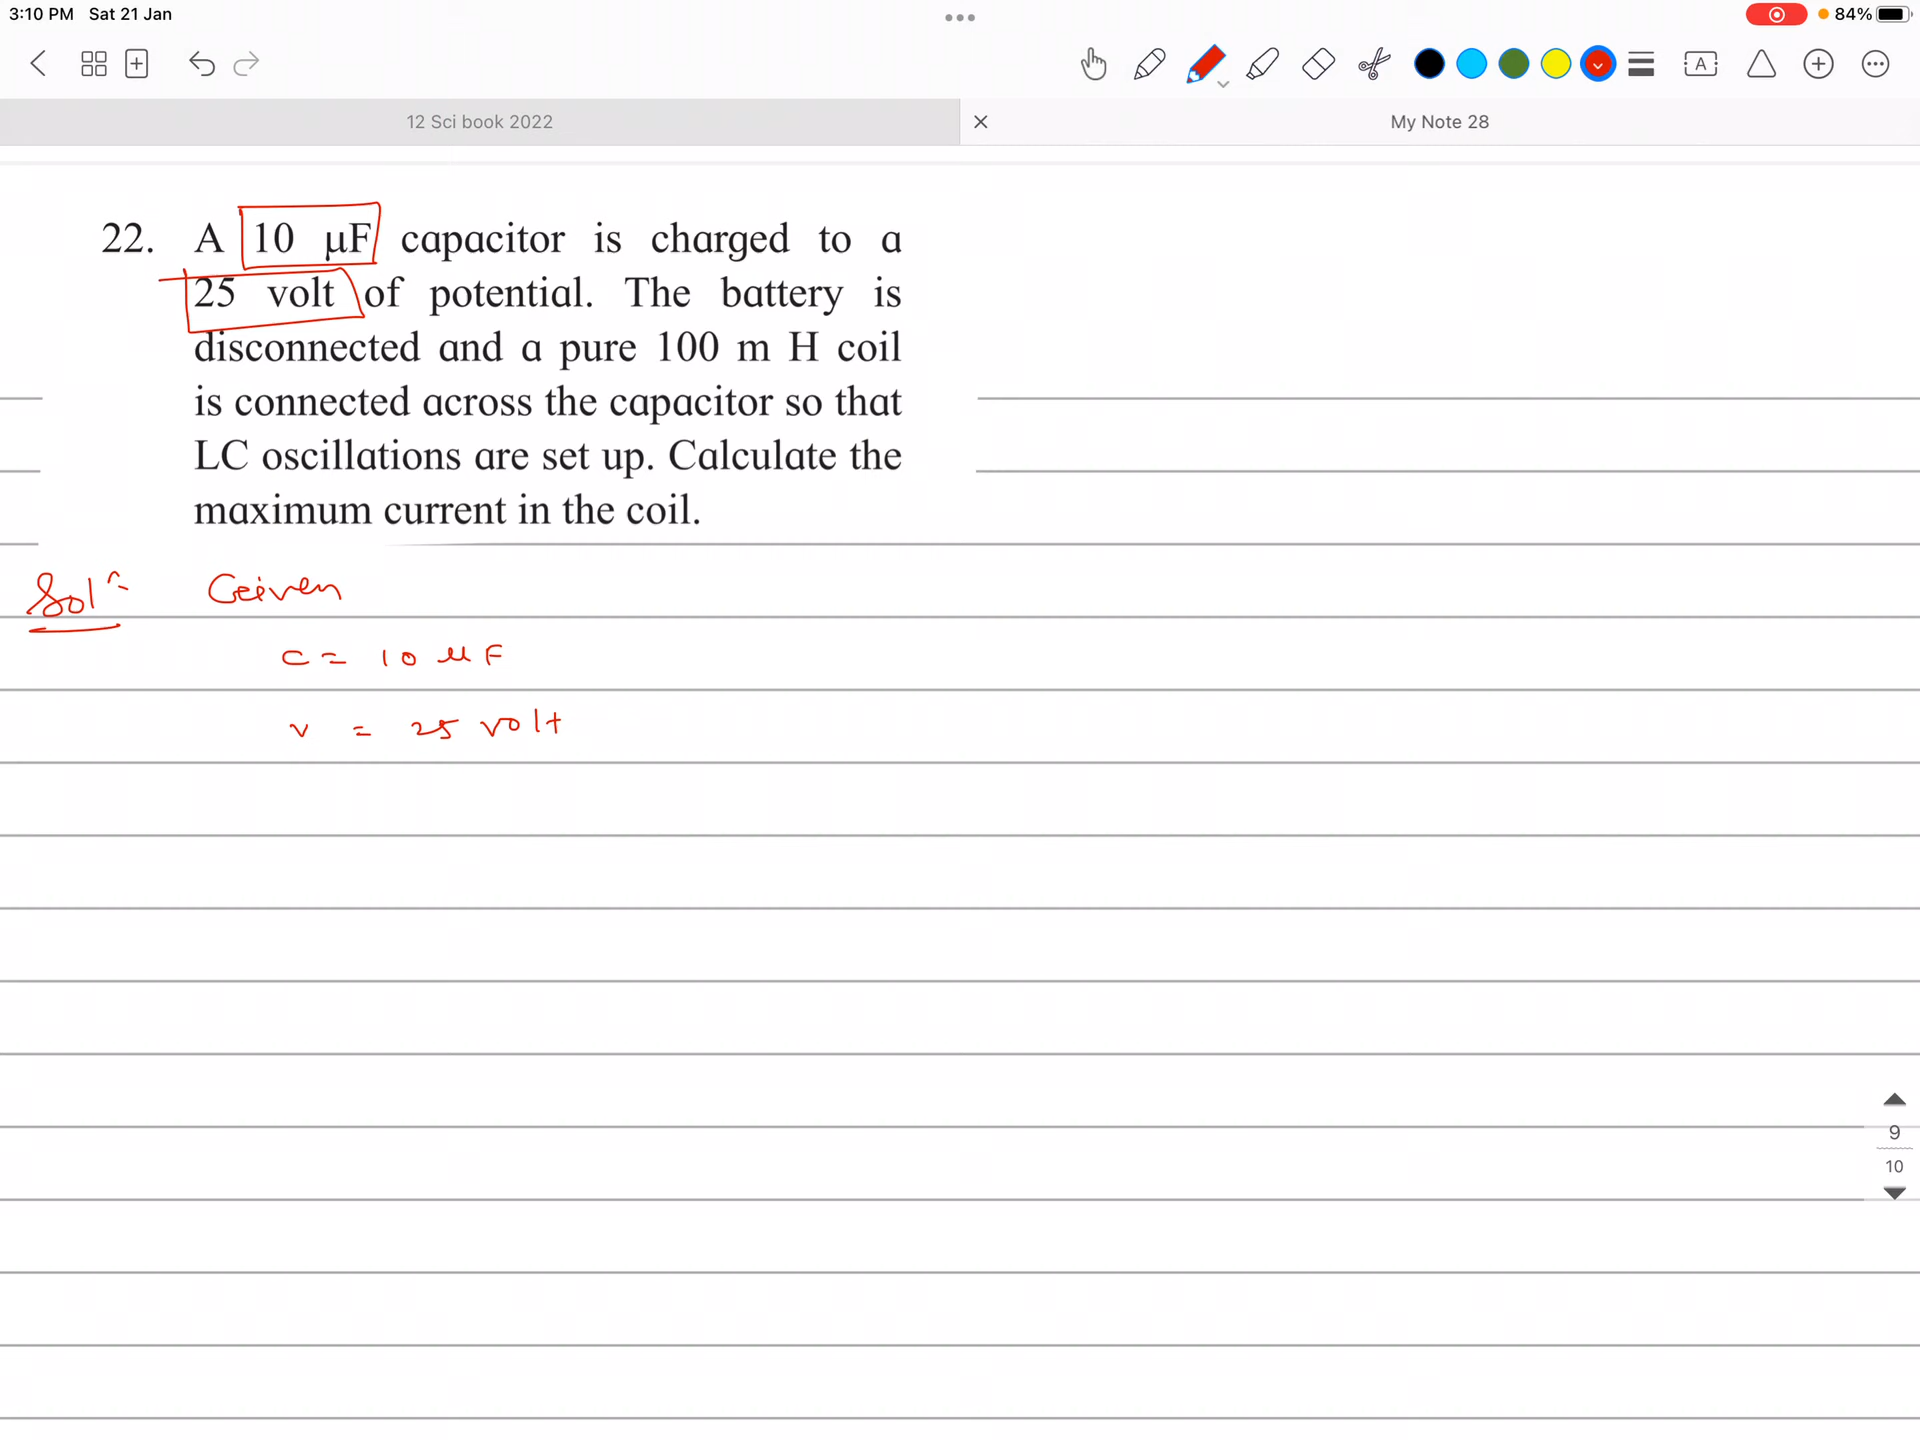 3:10 PM Sat 21 Jan
84%
A
12 Sci book 2022
My Note 28
22. A 10 μF capacitor is charged to a
25 volt of potential. The battery is
disconnected and a pure 100 m H coil
is connected across the capacitor so that
LC oscillations are set up. Calculate the
maximum current in the coil.
Solⁿ Given
C = 10 μF
V = 25 volt
9
10